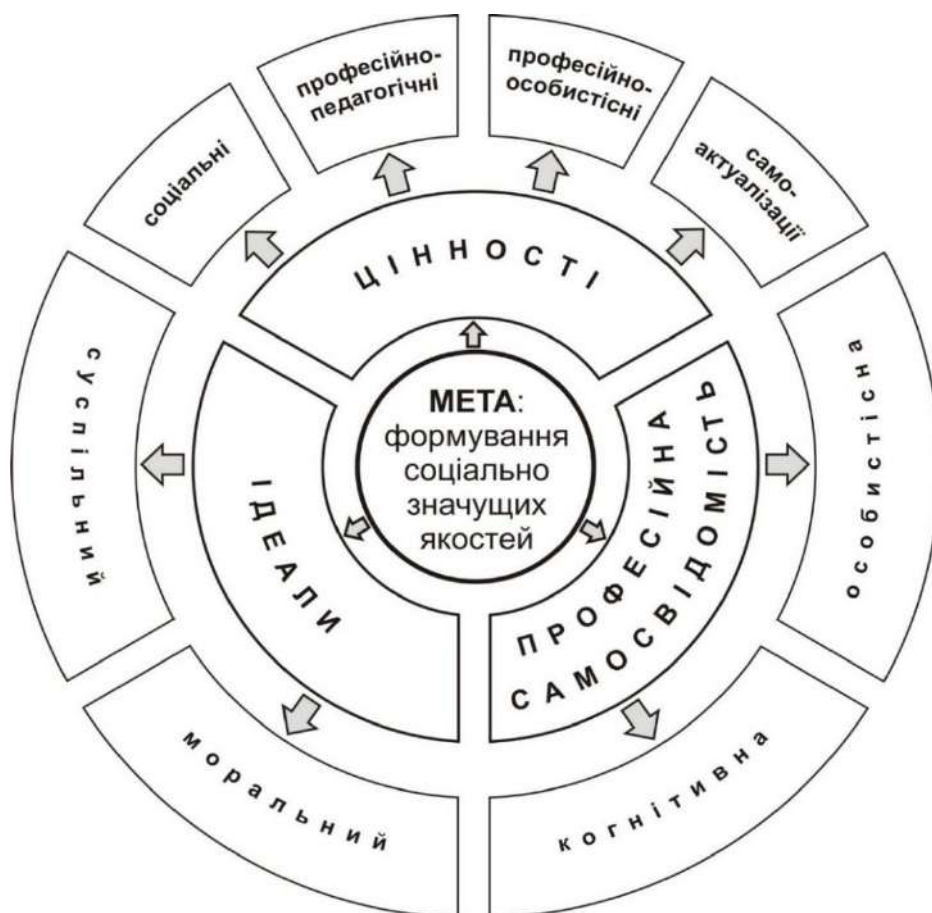 МЕТА:
формування
соціально
значущих
якостей
ЦІННОСТІ
соціальні
професійно-
педагогічні
професійно-
особистісні
само-
актуалізації
ПРОФЕСІЙНА
САМОСВІДОМІСТЬ
особистісна
когнітивна
ІДЕАЛИ
моральний
суспільний